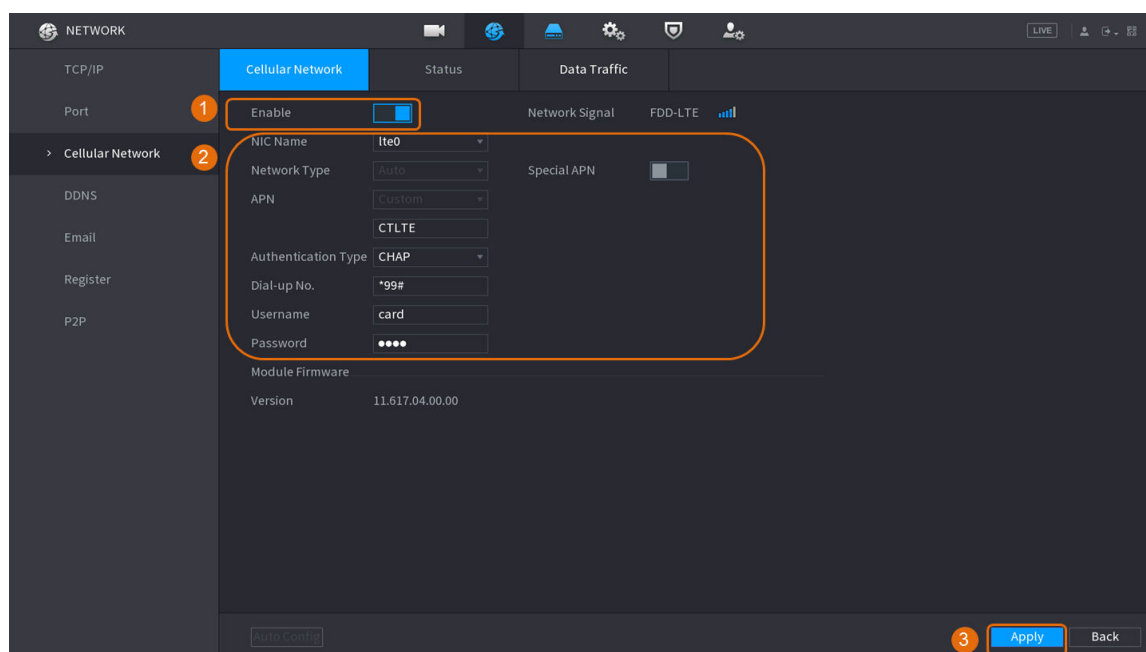 NETWORK
LIVE
TCP/IP
Cellular Network
Status
Data Traffic
Port
1
Enable
Network Signal
FDD-LTE
Cellular Network
2
NIC Name
lte0
Network Type
Auto
Special APN
DDNS
APN
Custom
CTLTE
Email
Authentication Type
CHAP
Register
Dial-up No.
*99#
Username
card
P2P
Password
••••
Module Firmware
Version
11.617.04.00.00
Auto Config
3
Apply
Back